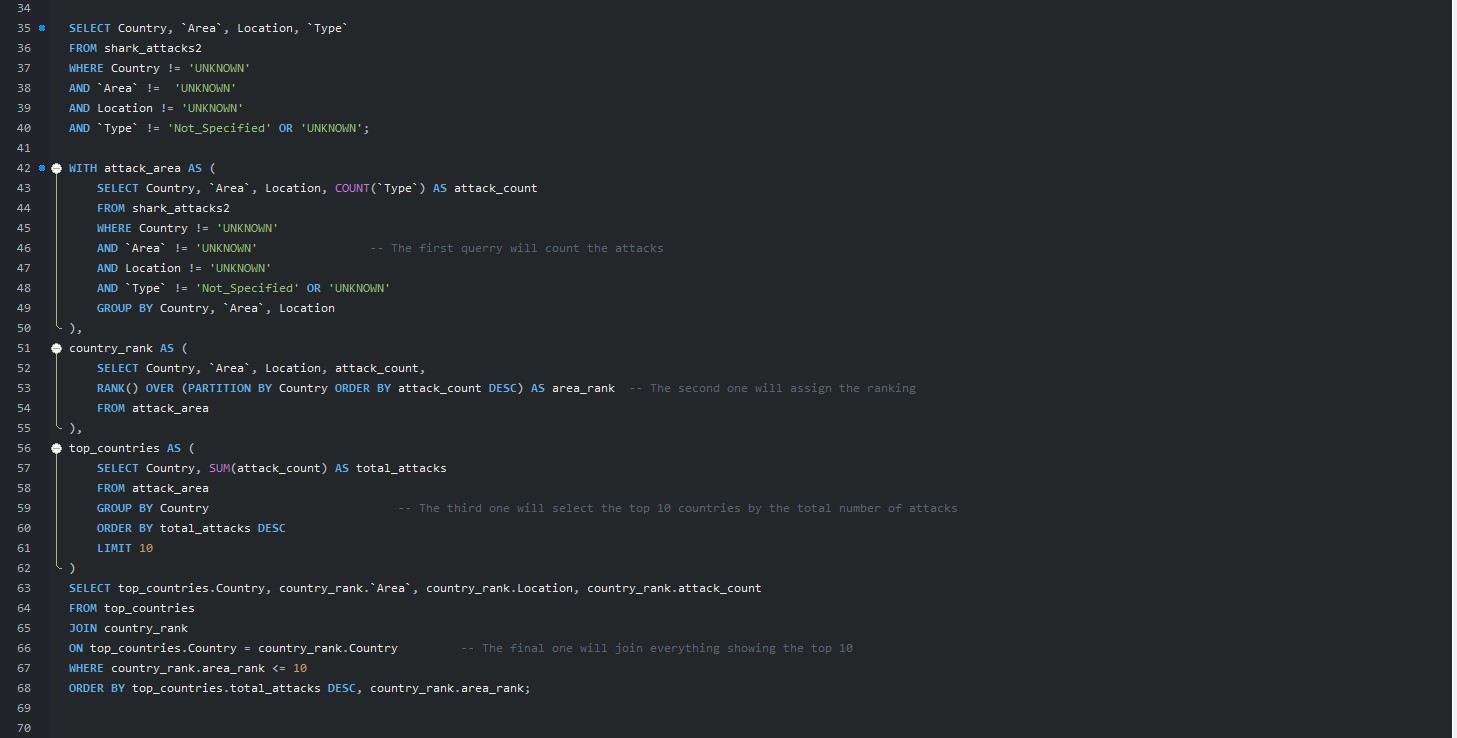 34
35 SELECT Country, `Area`, Location, `Type`
36 FROM shark_attacks2
37 WHERE Country != 'UNKNOWN'
38 AND `Area` !=  'UNKNOWN'
39 AND Location != 'UNKNOWN'
40 AND `Type` != 'Not_Specified' OR 'UNKNOWN';
41
42 WITH attack_area AS (
43     SELECT Country, `Area`, Location, COUNT(`Type`) AS attack_count
44     FROM shark_attacks2
45     WHERE Country != 'UNKNOWN'
46     AND `Area` != 'UNKNOWN'                -- The first querry will count the attacks
47     AND Location != 'UNKNOWN'
48     AND `Type` != 'Not_Specified' OR 'UNKNOWN'
49     GROUP BY Country, `Area`, Location
50 ),
51 country_rank AS (
52     SELECT Country, `Area`, Location, attack_count,
53     RANK() OVER (PARTITION BY Country ORDER BY attack_count DESC) AS area_rank  -- The second one will assign the ranking
54     FROM attack_area
55 ),
56 top_countries AS (
57     SELECT Country, SUM(attack_count) AS total_attacks
58     FROM attack_area
59     GROUP BY Country                           -- The third one will select the top 10 countries by the total number of attacks
60     ORDER BY total_attacks DESC
61     LIMIT 10
62 )
63 SELECT top_countries.Country, country_rank.`Area`, country_rank.Location, country_rank.attack_count
64 FROM top_countries
65 JOIN country_rank
66 ON top_countries.Country = country_rank.Country         -- The final one will join everything showing the top 10
67 WHERE country_rank.area_rank <= 10
68 ORDER BY top_countries.total_attacks DESC, country_rank.area_rank;
69
70